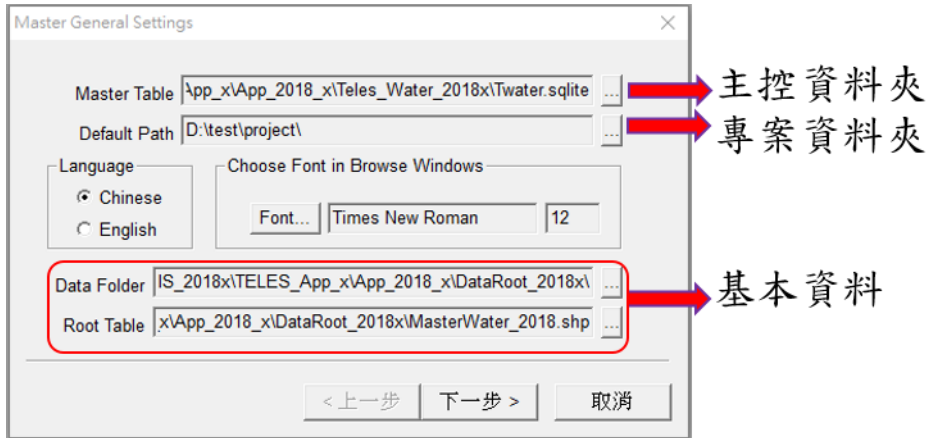 Master General Settings
Master Table \pp_x\App_2018_x\Teles_Water_2018x\Twater.sqlite ... 主控資料夾
Default Path D:\test\project\ ... 專案資料夾
Language Choose Font in Browse Windows
Chinese
Font... Times New Roman 12
English
Data Folder IS_2018x\TELES_App_x\App_2018_x\DataRoot_2018x\ ... 基本資料
Root Table x\App_2018_x\DataRoot_2018x\MasterWater_2018.shp ...
<上一步 下一步 > 取消